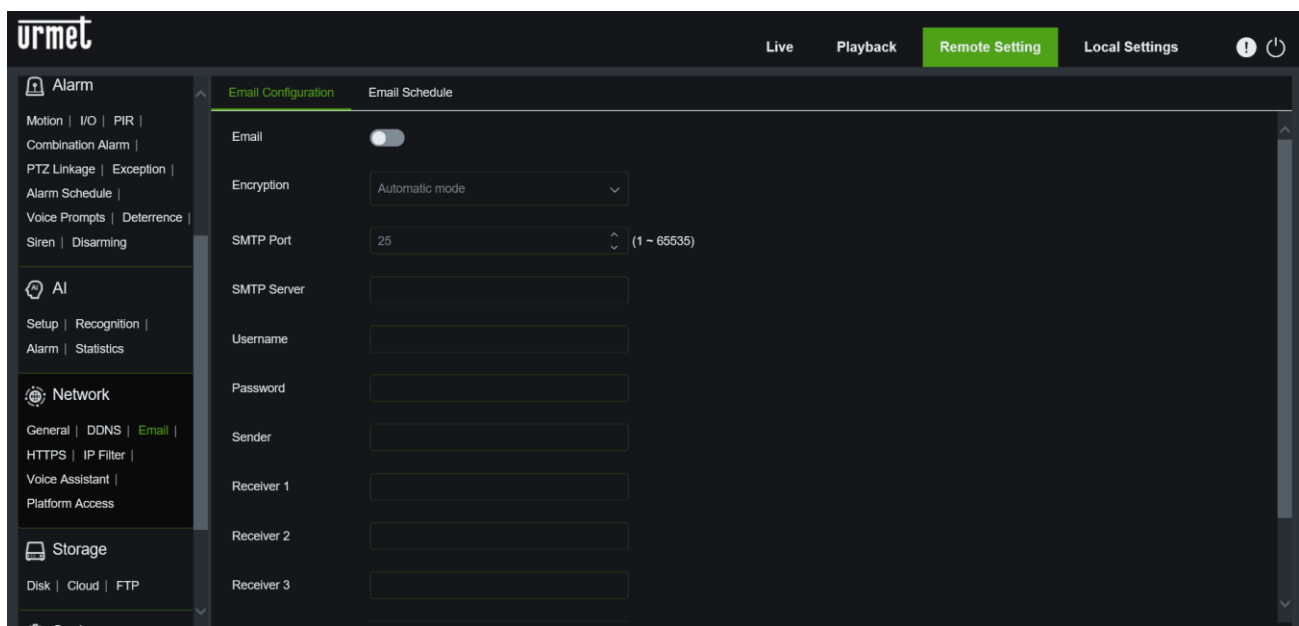 urmet
Live Playback Remote Setting Local Settings !
Alarm
Motion | I/O | PIR |
Combination Alarm |
PTZ Linkage | Exception |
Alarm Schedule |
Voice Prompts | Deterrence |
Siren | Disarming
AI
AI
Setup | Recognition |
Alarm | Statistics
Network
General | DDNS | Email |
HTTPS | IP Filter |
Voice Assistant |
Platform Access
Storage
Disk | Cloud | FTP
Email Configuration Email Schedule
Email
Encryption Automatic mode
SMTP Port 25 (1 ~ 65535)
SMTP Server
Username
Password
Sender
Receiver 1
Receiver 2
Receiver 3